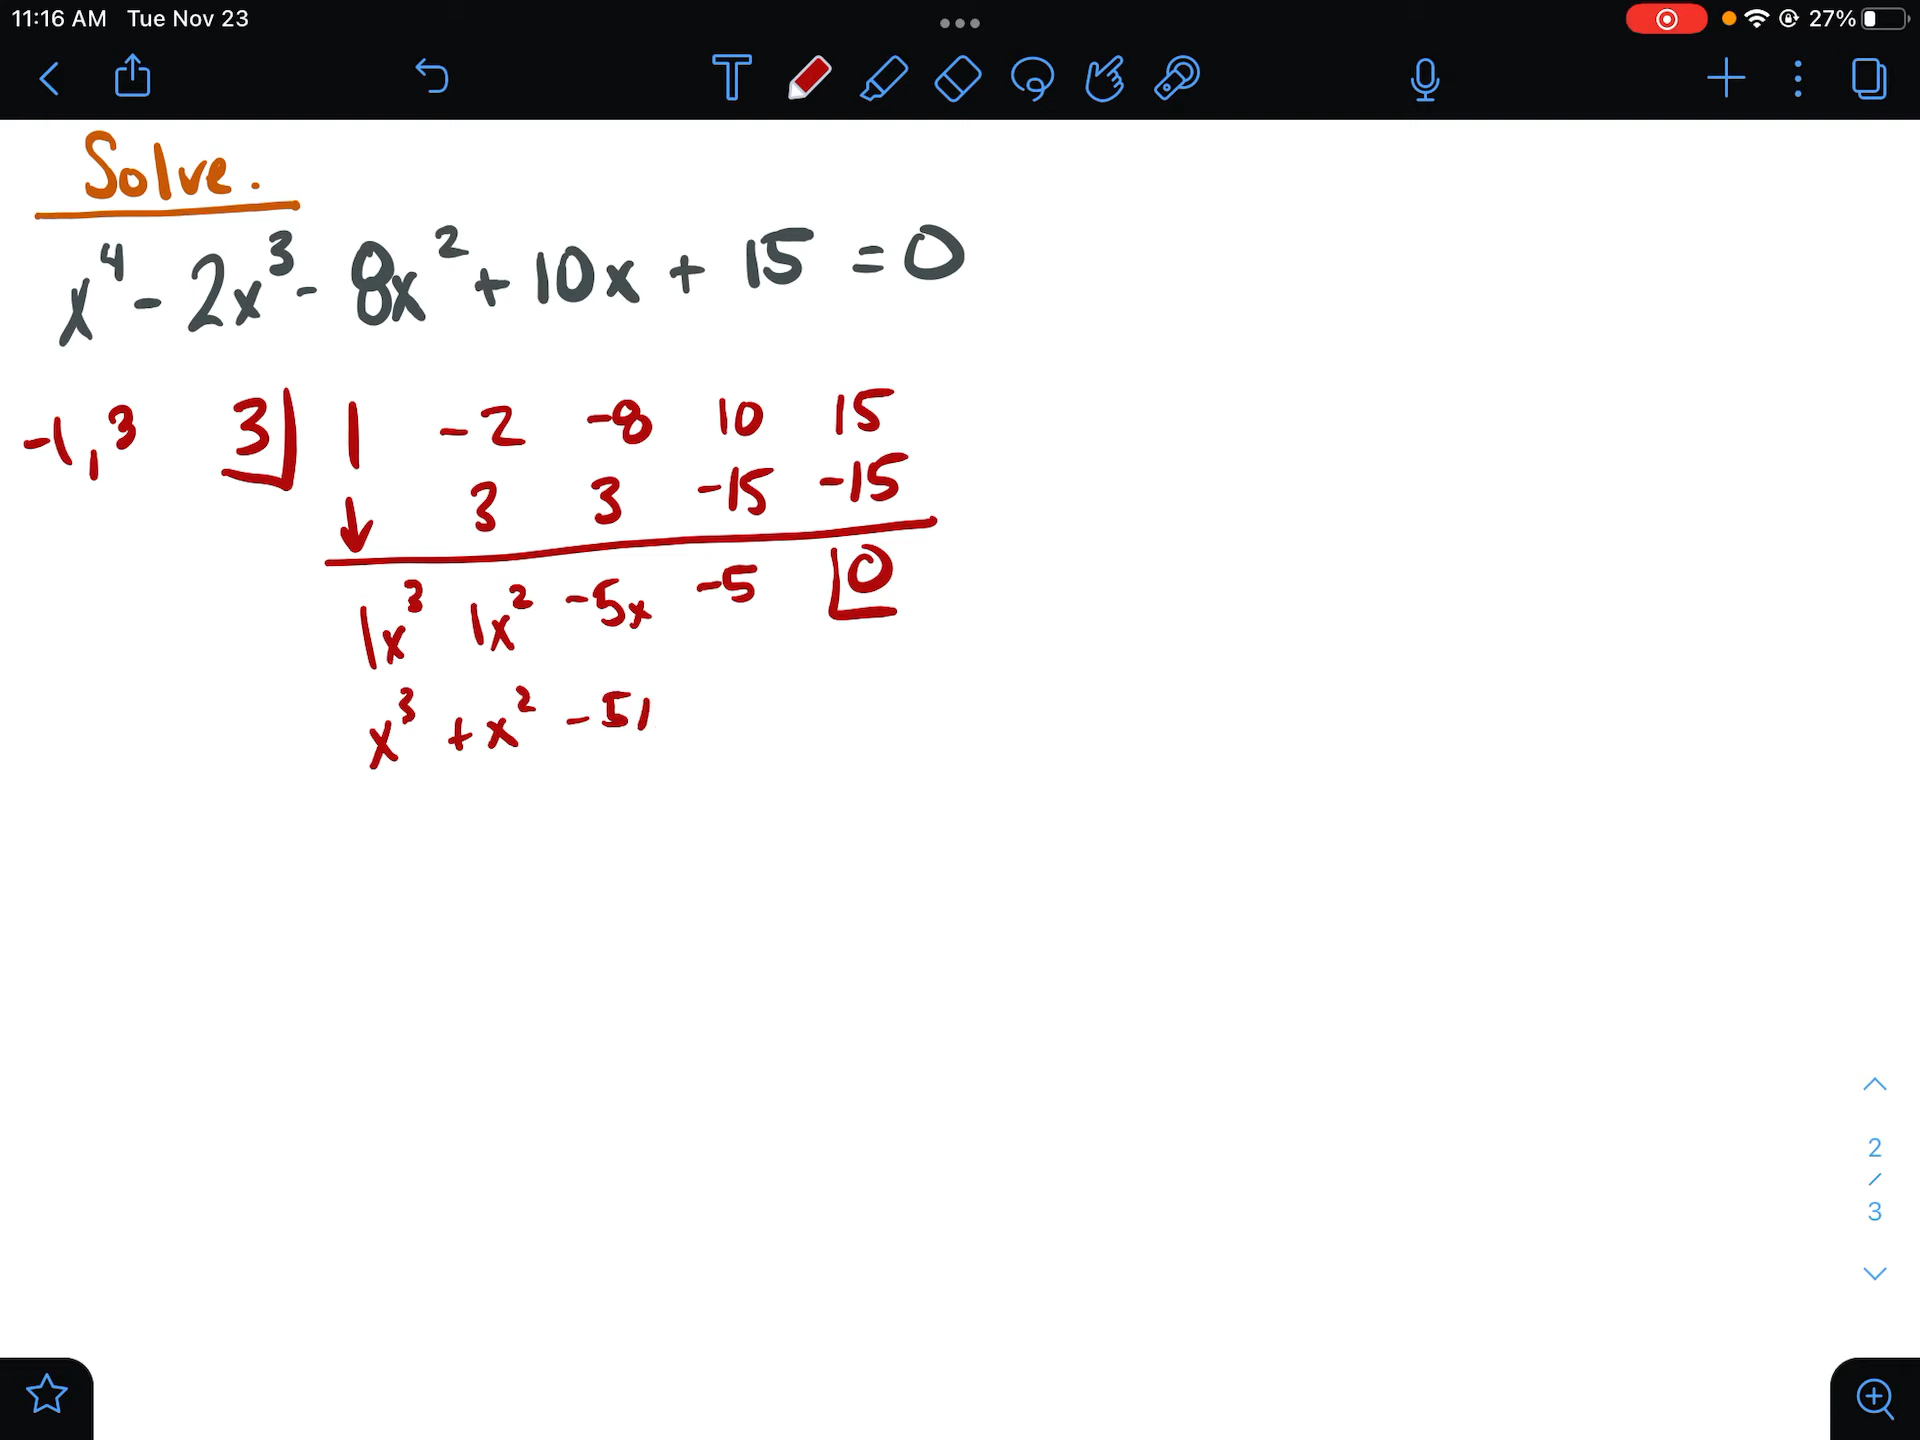 11:16 AM Tue Nov 23
27%
Solve.
x⁴ - 2x³ - 8x² + 10x + 15 = 0
-1, 3 3 1 -2 -8 10 15
3 3 -15 -15
1x³ 1x² -5x -5 0
x³ + x² - 5
2
/
3